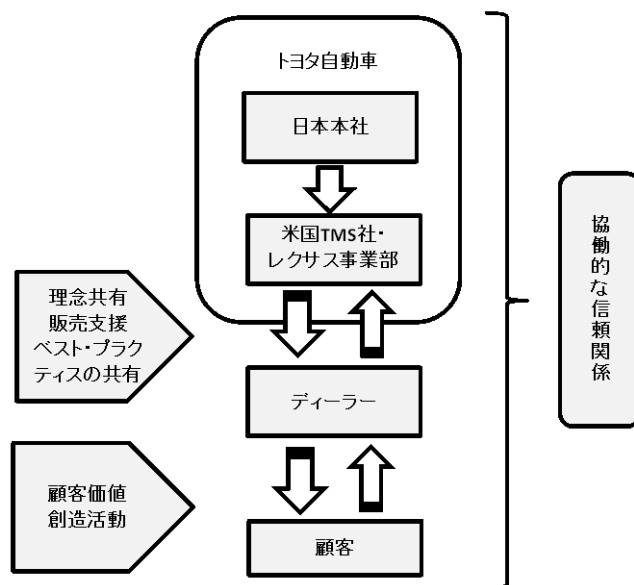 トヨタ自動車
日本本社
米国TMS社・
レクサス事業部
理念共有
販売支援
ベスト・プラク
ティスの共有
ディーラー
顧客価値
創造活動
顧客
協働的な信頼関係